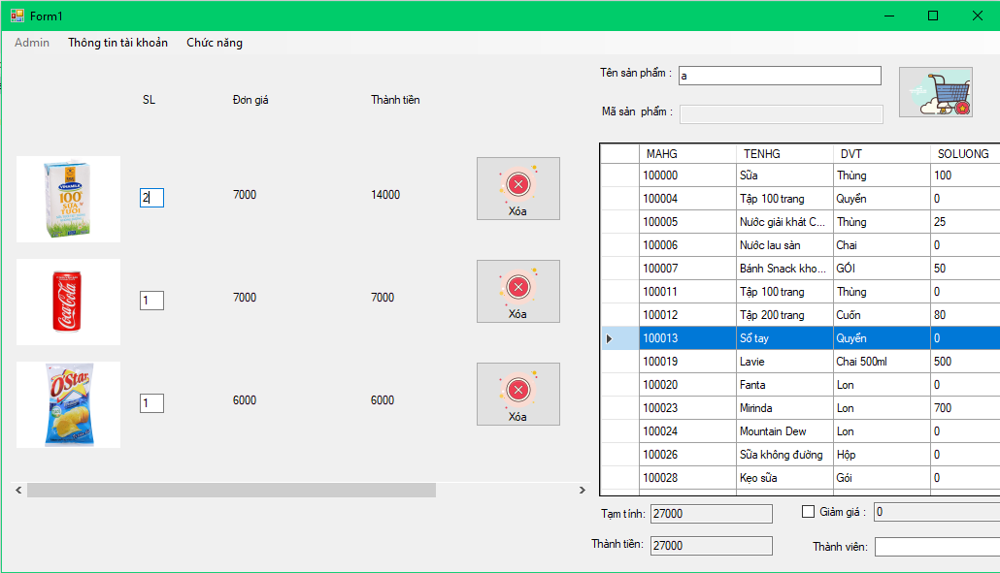 Form1
Admin Thông tin tài khoản Chức năng
SL Đơn giá Thành tiền
VINAMILK
100%
SỮA
TƯƠI
2 7000 14000 Xóa
Coca-Cola
1 7000 7000 Xóa
O'Star
1 6000 6000 Xóa
Tên sản phẩm : a
Mã sản phẩm :
MAHG TENHG DVT SOLUONG
100000 Sữa Thùng 100
100004 Tập 100 trang Quyển 0
100005 Nước giải khát C... Thùng 25
100006 Nước lau sàn Chai 0
100007 Bánh Snack kho... GÓI 50
100011 Tập 100 trang Thùng 0
100012 Tập 200 trang Cuốn 80
100013 Sổ tay Quyển 0
100019 Lavie Chai 500ml 500
100020 Fanta Lon 0
100023 Mirinda Lon 700
100024 Mountain Dew Lon 0
100026 Sữa không đường Hộp 0
100028 Kẹo sữa Gói 0
Tạm tính: 27000 Giảm giá : 0
Thành tiền: 27000 Thành viên: